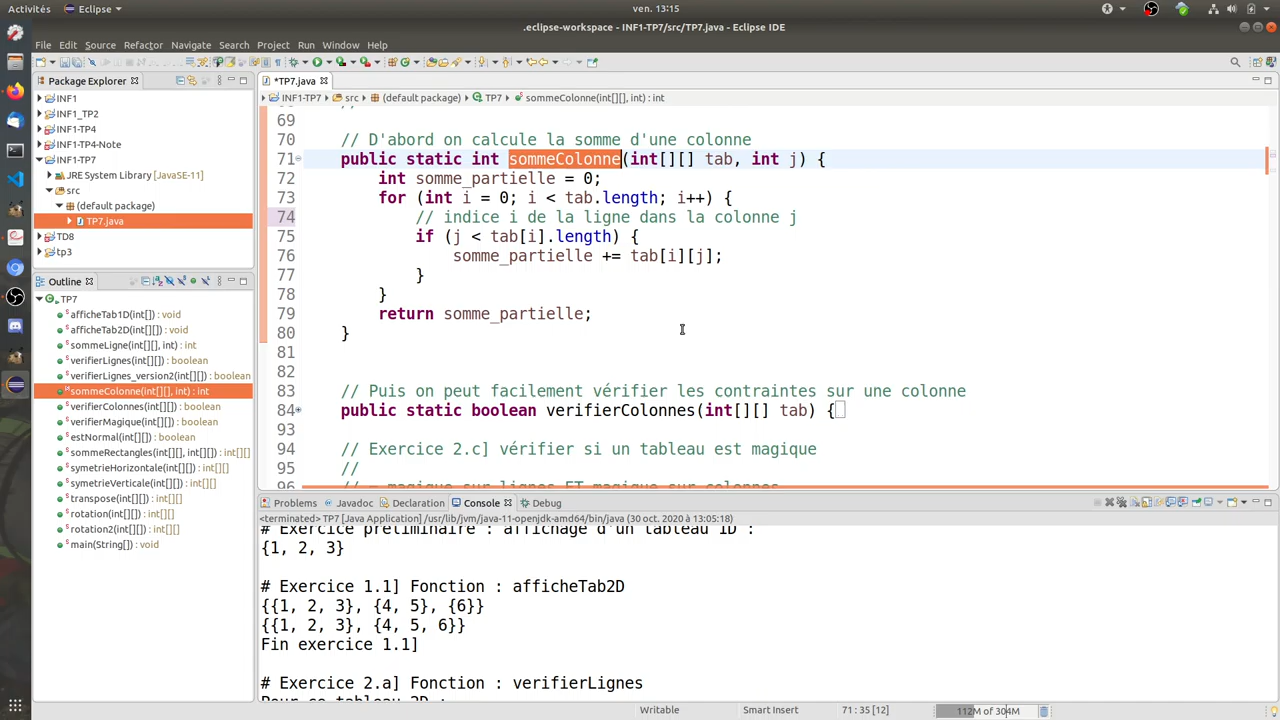 Activités
Eclipse
ven. 13:15
.eclipse-workspace - INF1-TP7/src/TP7.java - Eclipse IDE
File Edit Source Refactor Navigate Search Project Run Window Help
Package Explorer
*TP7.java
INF1-TP7 src (default package) TP7 sommeColonne(int[][], int) : int
INF1
INF1_TP2
INF1-TP4
INF1-TP4-Note
INF1-TP7
JRE System Library [JavaSE-11]
src
(default package)
TP7.java
TD8
tp3
Outline
TP7
afficheTab1D(int[]) : void
afficheTab2D(int[][]) : void
sommeLigne(int[][], int) : int
verifierLignes(int[][]) : boolean
verifierLignes_version2(int[][]) : boolean
sommeColonne(int[][], int) : int
verifierColonnes(int[][]) : boolean
verifierMagique(int[][]) : boolean
estNormal(int[][]) : boolean
sommeRectangles(int[][], int[][]) : int[][]
symetrieHorizontale(int[][]) : int[][]
symetrieVerticale(int[][]) : int[][]
transpose(int[][]) : int[][]
rotation(int[][]) : int[][]
rotation2(int[][]) : int[][]
main(String[]) : void
69
70 // D'abord on calcule la somme d'une colonne
71 public static int sommeColonne(int[][] tab, int j) {
72 int somme_partielle = 0;
73 for (int i = 0; i < tab.length; i++) {
74 // indice i de la ligne dans la colonne j
75 if (j < tab[i].length) {
76 somme_partielle += tab[i][j];
77 }
78 }
79 return somme_partielle;
80 }
81
82
83 // Puis on peut facilement vérifier les contraintes sur une colonne
84 public static boolean verifierColonnes(int[][] tab) {
93
94 // Exercice 2.c] vérifier si un tableau est magique
95 //
96 // = magique sur lignes ET magique sur colonnes
Problems Javadoc Declaration Console Debug
<terminated> TP7 [Java Application] /usr/lib/jvm/java-11-openjdk-amd64/bin/java (30 oct. 2020 à 13:05:18)
# Exercice préliminaire : affichage d'un tableau 1D :
{1, 2, 3}
# Exercice 1.1] Fonction : afficheTab2D
{{1, 2, 3}, {4, 5}, {6}}
{{1, 2, 3}, {4, 5, 6}}
Fin exercice 1.1]
# Exercice 2.a] Fonction : verifierLignes
Pour ce tableau 2D :
Writable
Smart Insert
71 : 35 [12]
112M of 304M